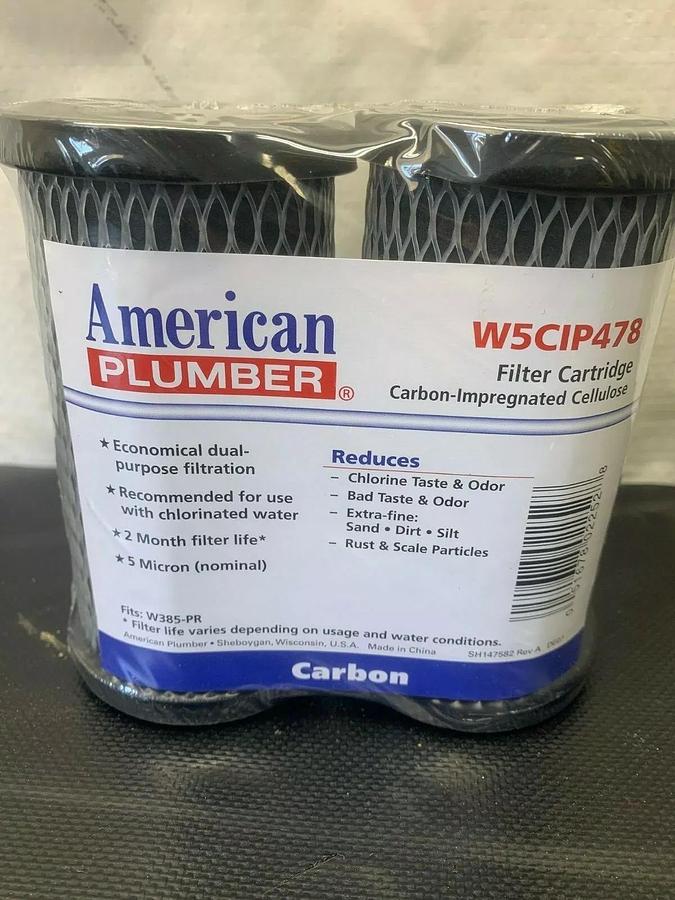 American
PLUMBER®
W5CIP478
Filter Cartridge
Carbon-Impregnated Cellulose
★ Economical dual-
purpose filtration
★ Recommended for use
with chlorinated water
★ 2 Month filter life*
★ 5 Micron (nominal)
Reduces
– Chlorine Taste & Odor
– Bad Taste & Odor
– Extra-fine:
Sand • Dirt • Silt
– Rust & Scale Particles
Fits: W385-PR
* Filter life varies depending on usage and water conditions.
American Plumber • Sheboygan, Wisconsin, U.S.A. Made in China
SH147582 Rev A
Carbon